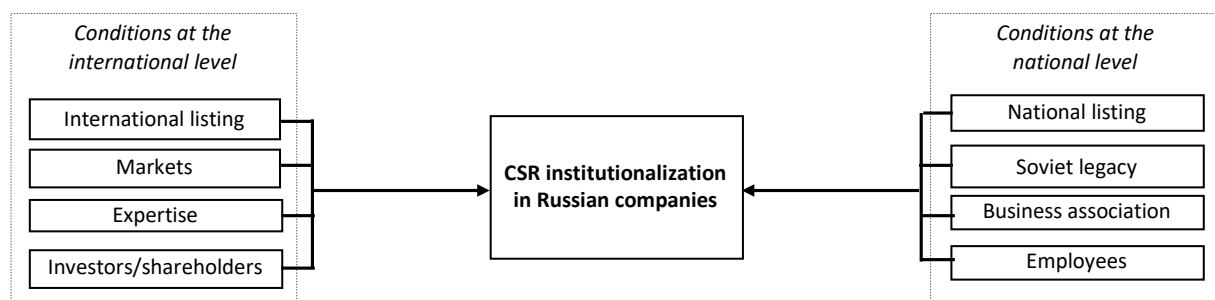 Conditions at the
international level
International listing
Markets
Expertise
Investors/shareholders
CSR institutionalization
in Russian companies
Conditions at the
national level
National listing
Soviet legacy
Business association
Employees